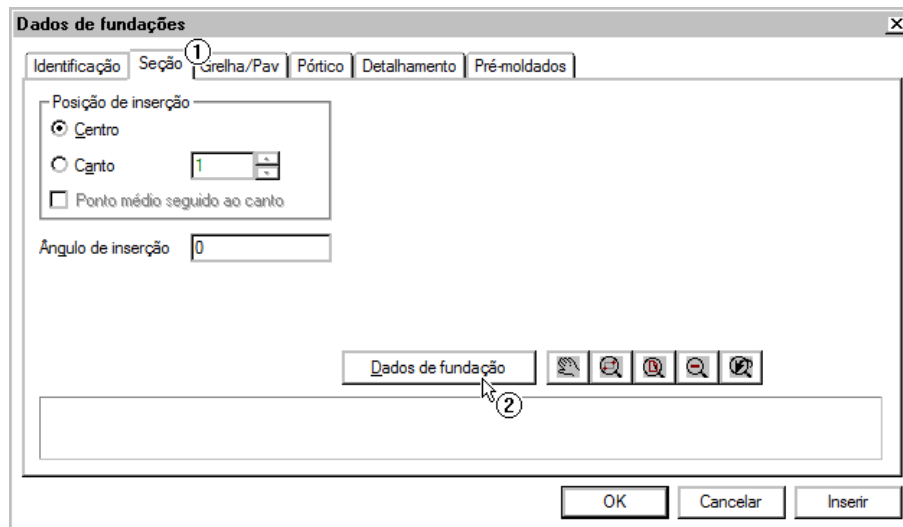 Dados de fundações
Identificação Seção 1 Grelha/Pav Pórtico Detalhamento Pré-moldados
Posição de inserção
Centro
Canto 1
Ponto médio seguido ao canto
Ângulo de inserção 0
Dados de fundação
2
OK Cancelar Inserir